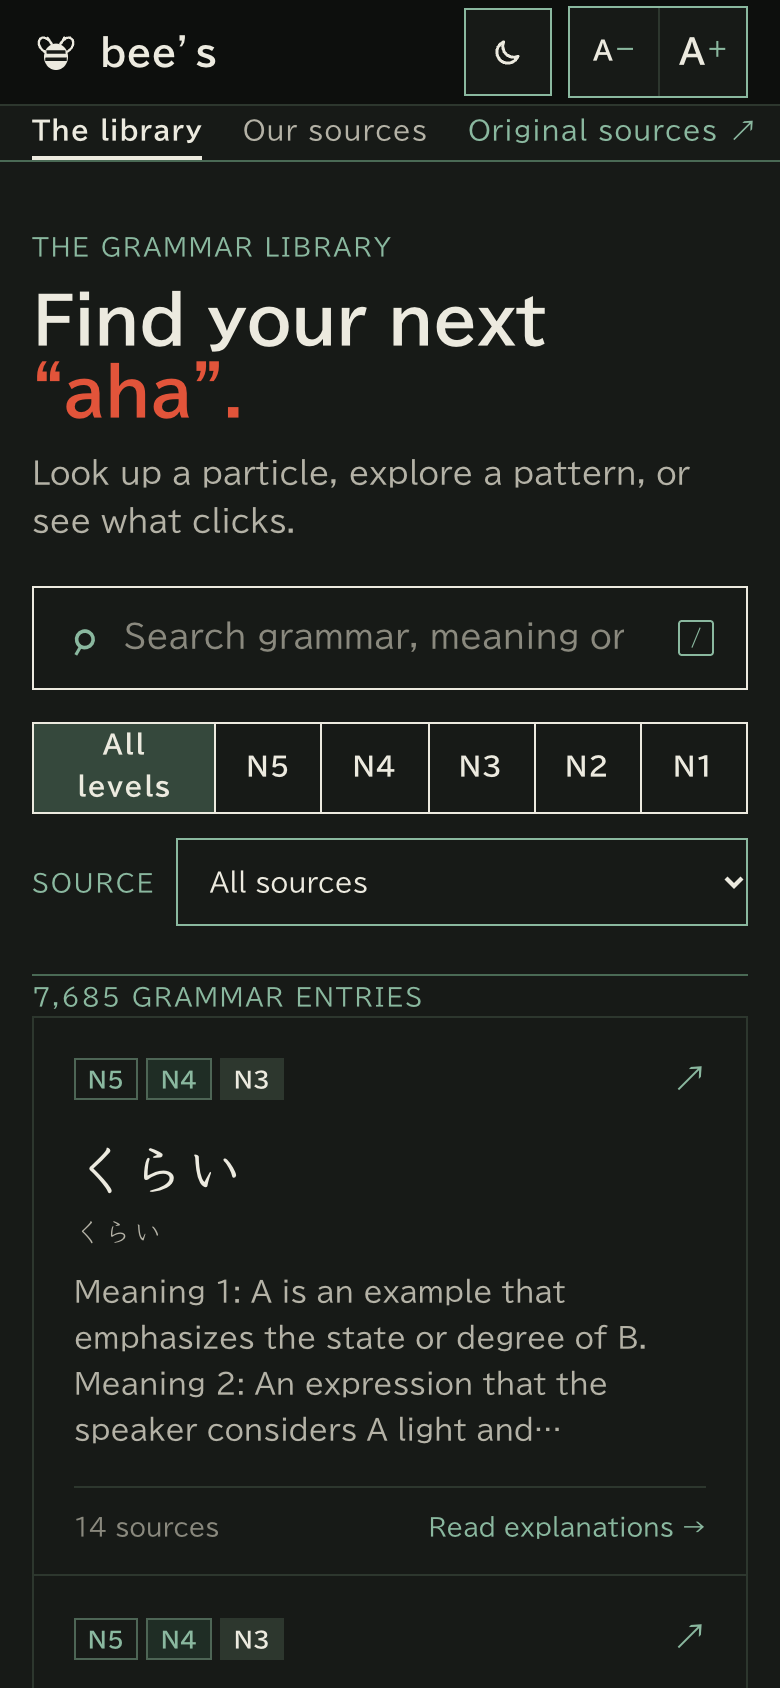 bee's
A− A+
The library Our sources Original sources ↗
THE GRAMMAR LIBRARY
Find your next
“aha”.
Look up a particle, explore a pattern, or
see what clicks.
Search grammar, meaning or /
All
levels
N5 N4 N3 N2 N1
SOURCE All sources
7,685 GRAMMAR ENTRIES
N5 N4 N3 ↗
くらい
くらい
Meaning 1: A is an example that
emphasizes the state or degree of B.
Meaning 2: An expression that the
speaker considers A light and…
14 sources Read explanations →
N5 N4 N3 ↗